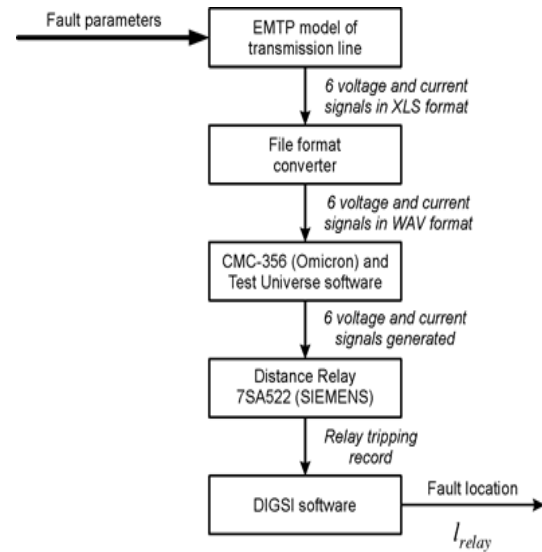 Fault parameters
EMTP model of
transmission line
6 voltage and current
signals in XLS format
File format
converter
6 voltage and current
signals in WAV format
CMC-356 (Omicron) and
Test Universe software
6 voltage and current
signals generated
Distance Relay
7SA522 (SIEMENS)
Relay tripping
record
DIGSI software
Fault location
l relay